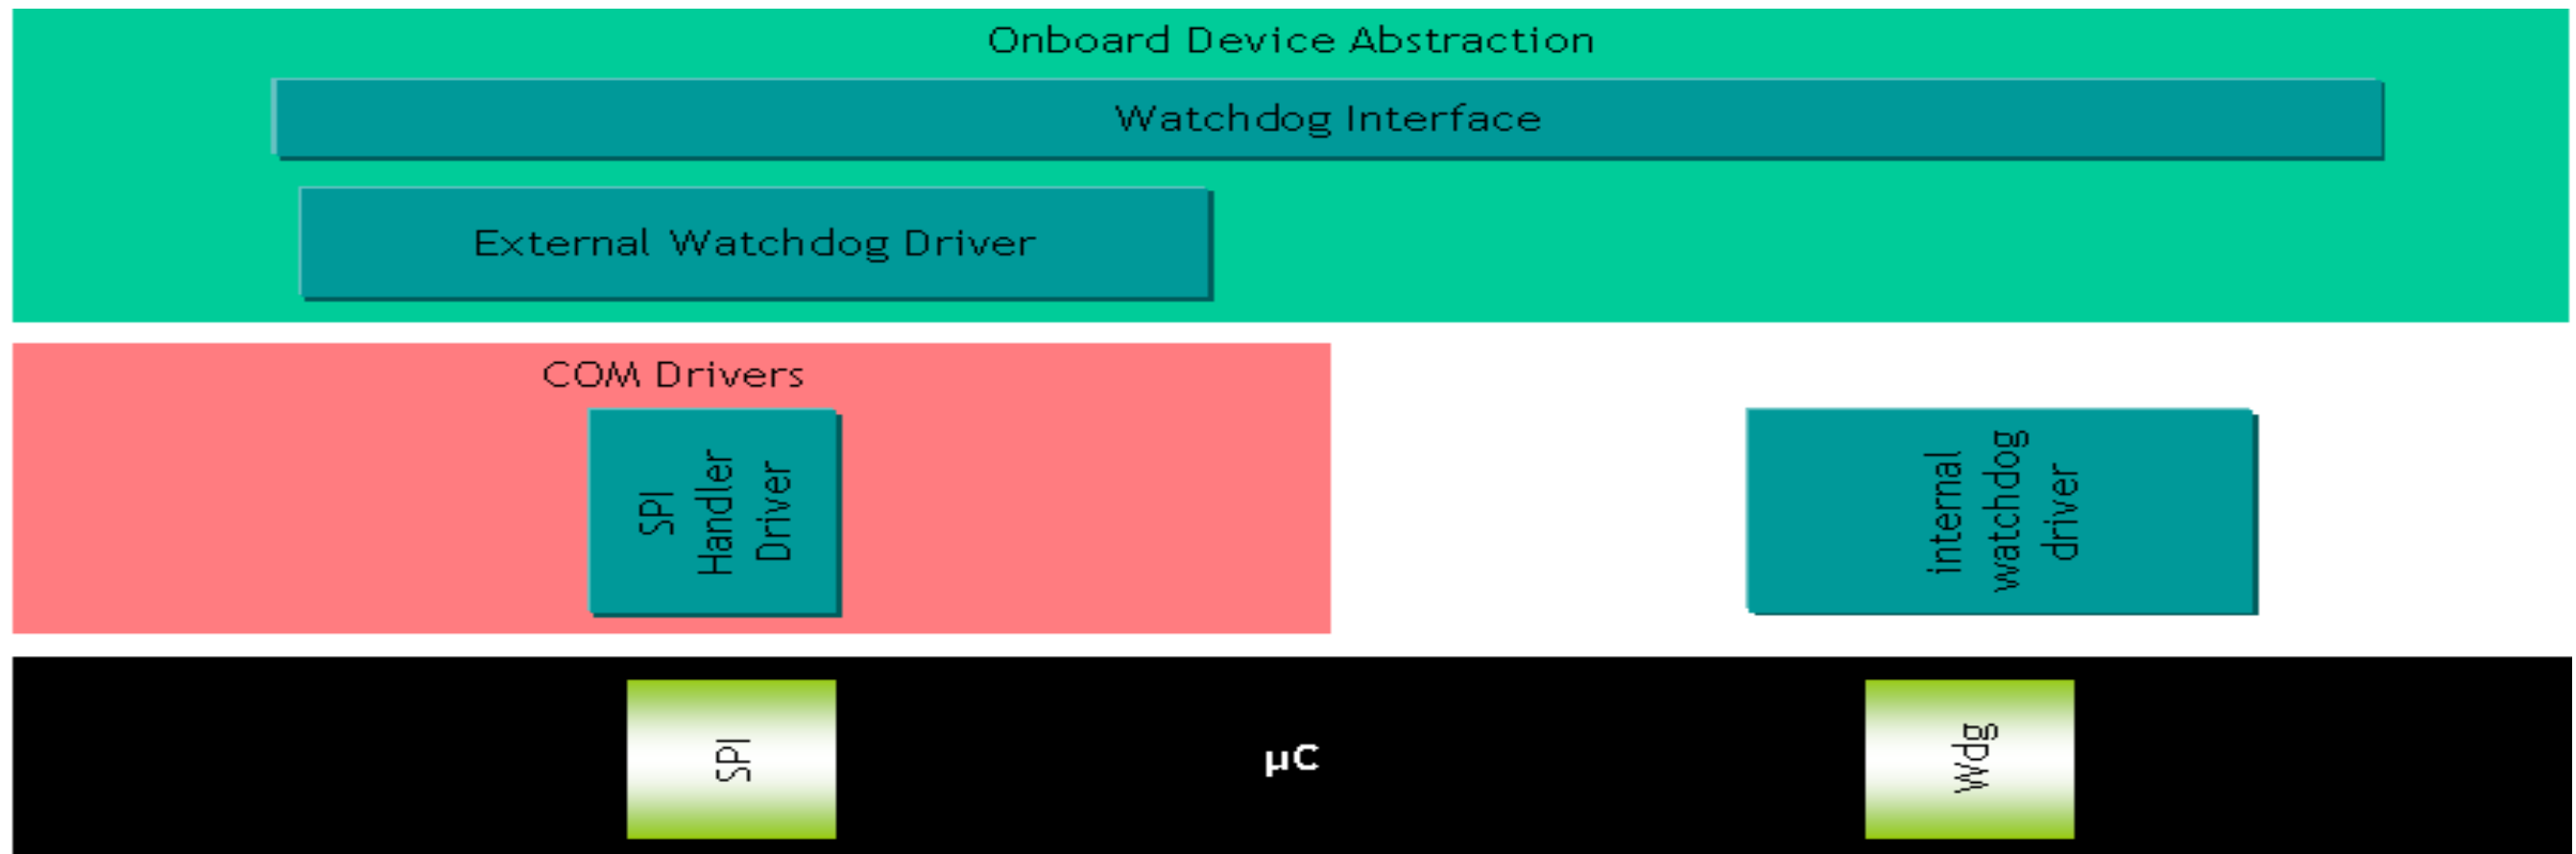 Onboard Device Abstraction
Watchdog Interface
External Watchdog Driver
COM Drivers
SPI
Handler
Driver
internal
watchdog
driver
SPI
µC
Wdg